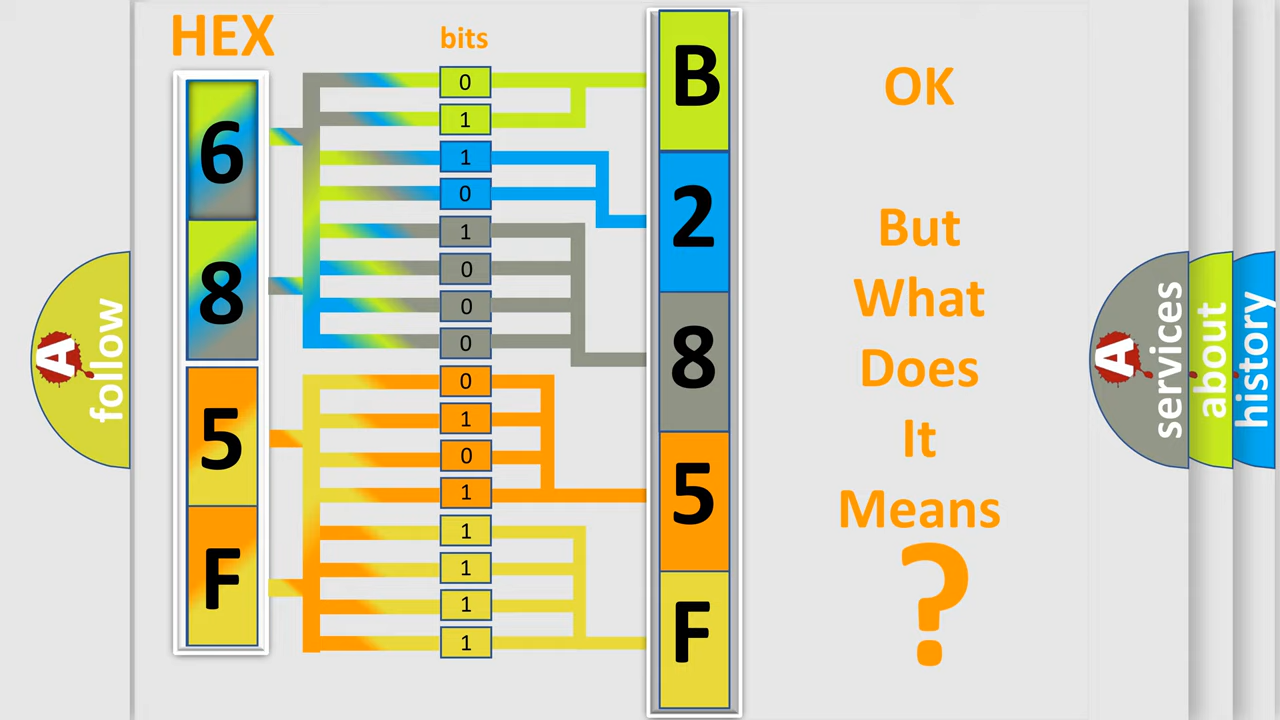 HEX
bits
6
8
5
F
0
1
1
0
1
0
0
0
0
1
0
1
1
1
1
1
B
2
8
5
F
OK
But
What
Does
It
Means
?
A
follow
A
services
about
history